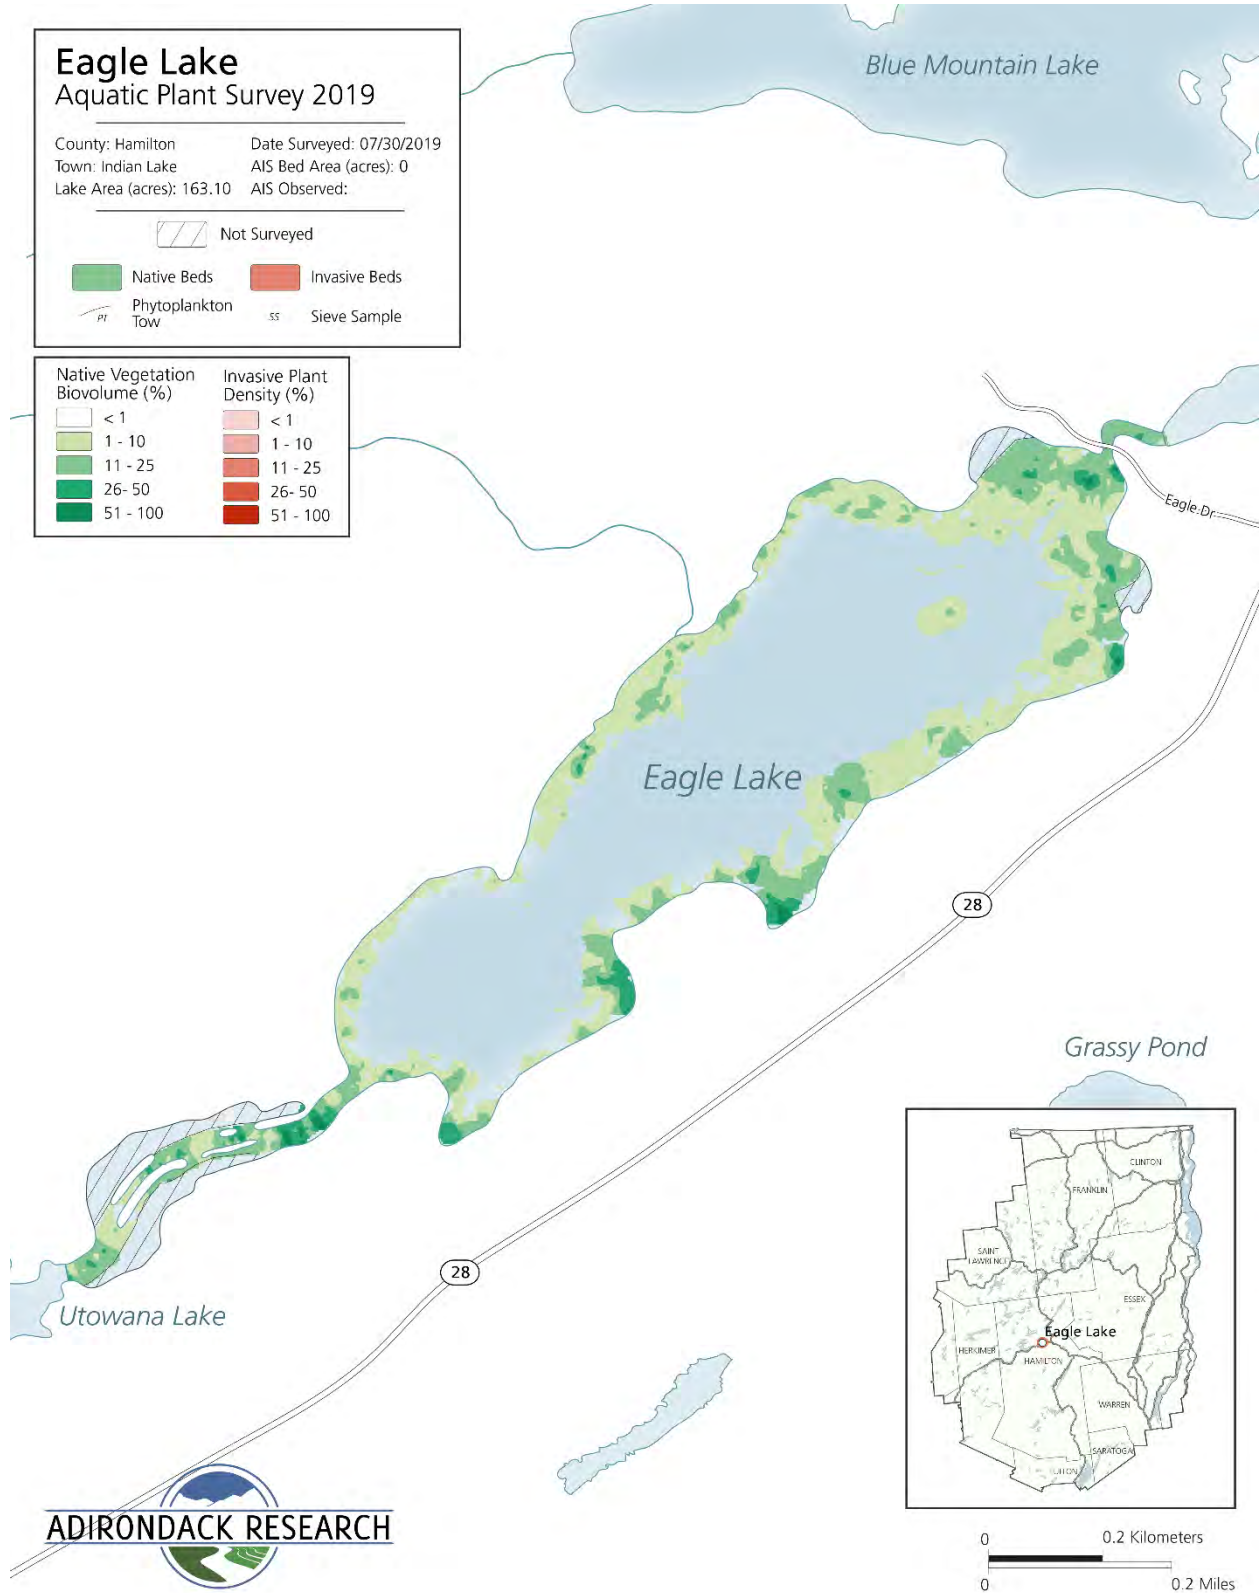 Eagle Lake
Aquatic Plant Survey 2019
County: Hamilton
Date Surveyed: 07/30/2019
Town: Indian Lake
AIS Bed Area (acres): 0
Lake Area (acres): 163.10
AIS Observed:
Not Surveyed
Native Beds
Invasive Beds
PT
Phytoplankton
Tow
SS
Sieve Sample
Native Vegetation
Biovolume (%)
< 1
1 - 10
11 - 25
26- 50
51 - 100
Invasive Plant
Density (%)
< 1
1 - 10
11 - 25
26- 50
51 - 100
Blue Mountain Lake
Eagle Dr
Eagle Lake
28
Grassy Pond
28
Utowana Lake
CLINTON
FRANKLIN
SAINT
LAWRENCE
ESSEX
Eagle Lake
HERKIMER
HAMILTON
WARREN
SARATOGA
FULTON
ADIRONDACK RESEARCH
0
0.2 Kilometers
0
0.2 Miles